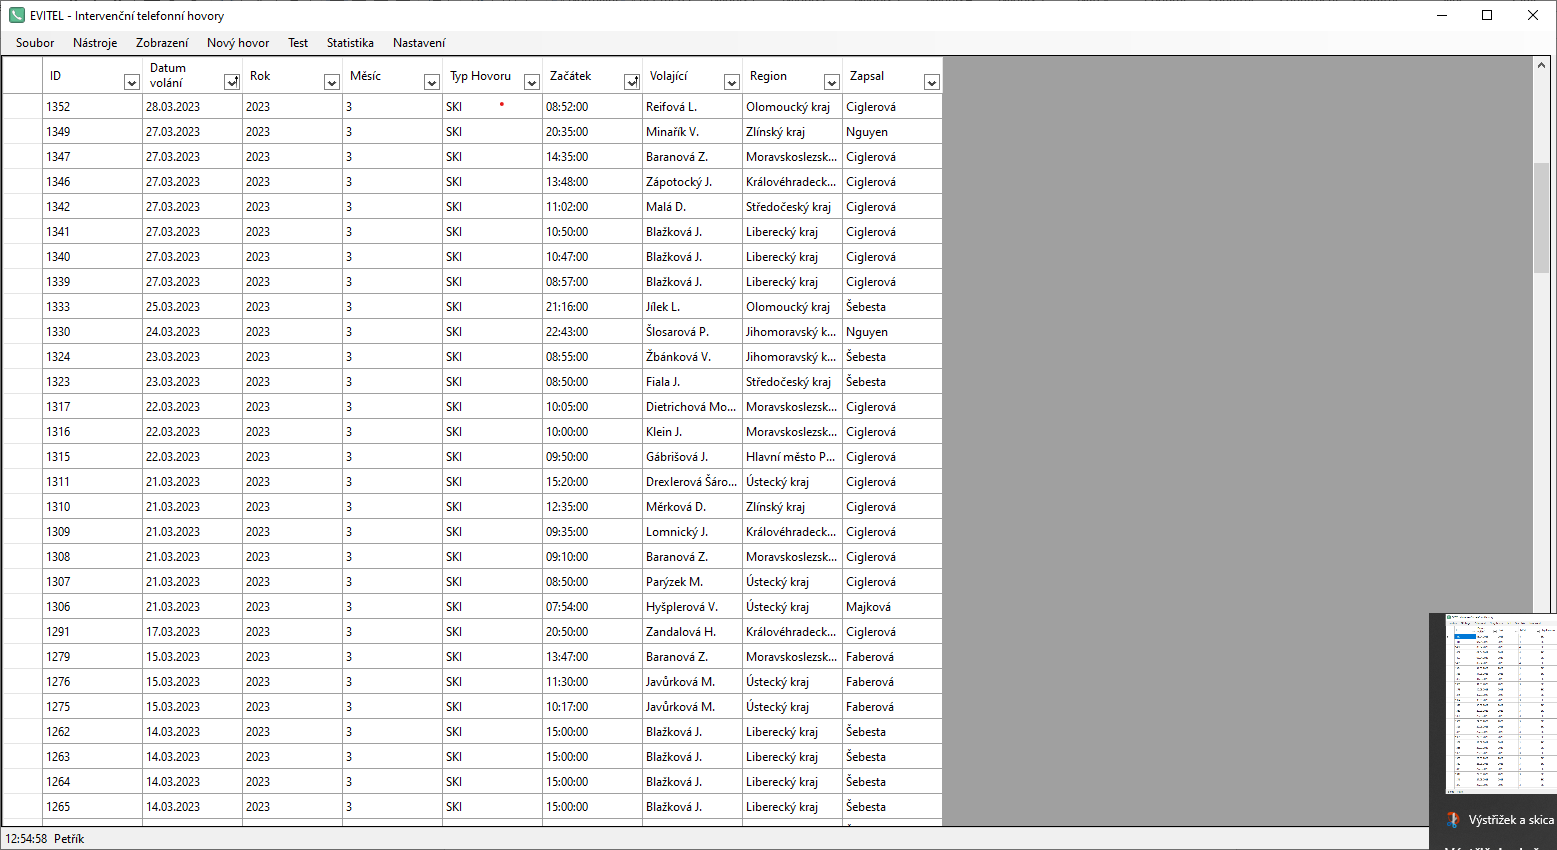 EVITEL - Intervenční telefonní hovory
Soubor Nástroje Zobrazení Nový hovor Test Statistika Nastavení
ID Datum volání Rok Měsíc Typ Hovoru Začátek Volající Region Zapsal
1352 28.03.2023 2023 3 SKI 08:52:00 Reifová L. Olomoucký kraj Ciglerová
1349 27.03.2023 2023 3 SKI 20:35:00 Minařík V. Zlínský kraj Nguyen
1347 27.03.2023 2023 3 SKI 14:35:00 Baranová Z. Moravskoslezsk... Ciglerová
1346 27.03.2023 2023 3 SKI 13:48:00 Zápotocký J. Královéhradeck... Ciglerová
1342 27.03.2023 2023 3 SKI 11:02:00 Malá D. Středočeský kraj Ciglerová
1341 27.03.2023 2023 3 SKI 10:50:00 Blažková J. Liberecký kraj Ciglerová
1340 27.03.2023 2023 3 SKI 10:47:00 Blažková J. Liberecký kraj Ciglerová
1339 27.03.2023 2023 3 SKI 08:57:00 Blažková J. Liberecký kraj Ciglerová
1333 25.03.2023 2023 3 SKI 21:16:00 Jílek L. Olomoucký kraj Šebesta
1330 24.03.2023 2023 3 SKI 22:43:00 Šlosarová P. Jihomoravský k... Nguyen
1324 23.03.2023 2023 3 SKI 08:55:00 Žbánková V. Jihomoravský k... Šebesta
1323 23.03.2023 2023 3 SKI 08:50:00 Fiala J. Středočeský kraj Šebesta
1317 22.03.2023 2023 3 SKI 10:05:00 Dietrichová Mo... Moravskoslezsk... Ciglerová
1316 22.03.2023 2023 3 SKI 10:00:00 Klein J. Moravskoslezsk... Ciglerová
1315 22.03.2023 2023 3 SKI 09:50:00 Gábrišová J. Hlavní město P... Ciglerová
1311 21.03.2023 2023 3 SKI 15:20:00 Drexlerová Šáro... Ústecký kraj Ciglerová
1310 21.03.2023 2023 3 SKI 12:35:00 Měrková D. Zlínský kraj Ciglerová
1309 21.03.2023 2023 3 SKI 09:35:00 Lomnický J. Královéhradeck... Ciglerová
1308 21.03.2023 2023 3 SKI 09:10:00 Baranová Z. Moravskoslezsk... Ciglerová
1307 21.03.2023 2023 3 SKI 08:50:00 Parýzek M. Ústecký kraj Ciglerová
1306 21.03.2023 2023 3 SKI 07:54:00 Hyšplerová V. Ústecký kraj Majková
1291 17.03.2023 2023 3 SKI 20:50:00 Zandalová H. Královéhradeck... Ciglerová
1279 15.03.2023 2023 3 SKI 13:47:00 Baranová Z. Moravskoslezsk... Faberová
1276 15.03.2023 2023 3 SKI 11:30:00 Javůrková M. Ústecký kraj Faberová
1275 15.03.2023 2023 3 SKI 10:17:00 Javůrková M. Ústecký kraj Faberová
1262 14.03.2023 2023 3 SKI 15:00:00 Blažková J. Liberecký kraj Šebesta
1263 14.03.2023 2023 3 SKI 15:00:00 Blažková J. Liberecký kraj Šebesta
1264 14.03.2023 2023 3 SKI 15:00:00 Blažková J. Liberecký kraj Šebesta
1265 14.03.2023 2023 3 SKI 15:00:00 Blažková J. Liberecký kraj Šebesta
Výstřižek a skica
12:54:58 Petřík